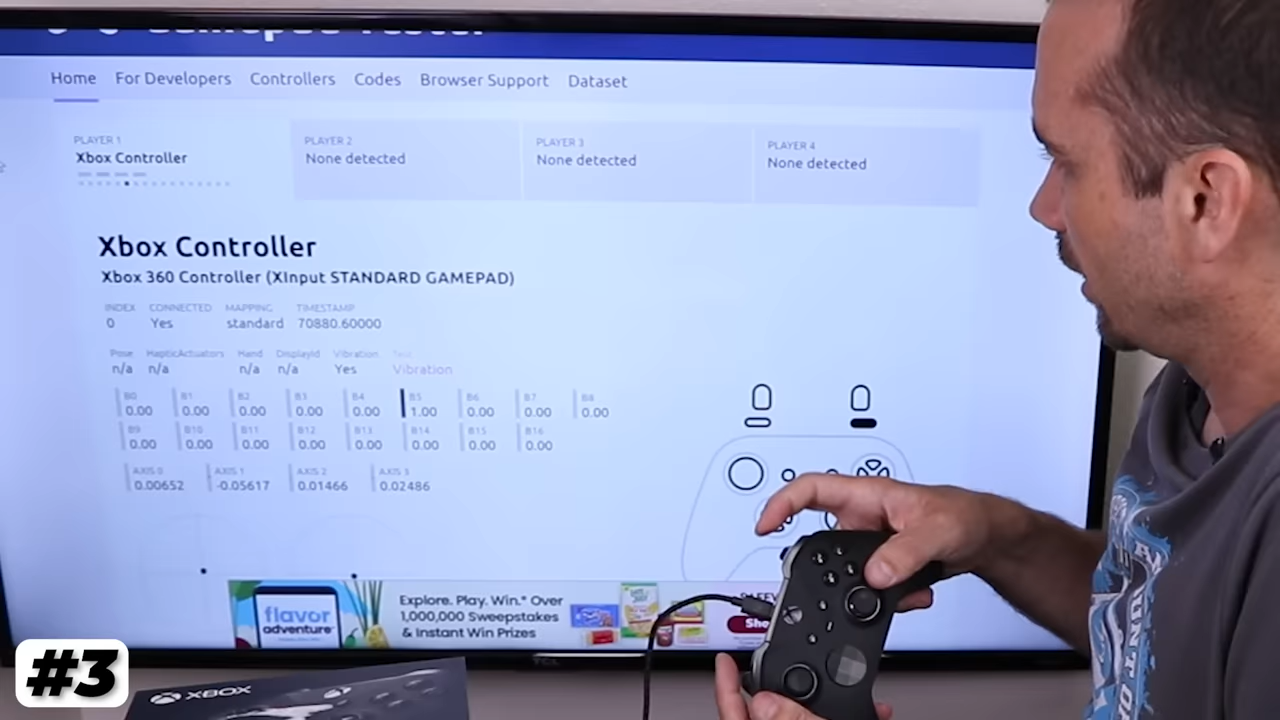 Gamepad Tester
Home For Developers Controllers Codes Browser Support Dataset
PLAYER 1
Xbox Controller
PLAYER 2
None detected
PLAYER 3
None detected
PLAYER 4
None detected
Xbox Controller
Xbox 360 Controller (XInput STANDARD GAMEPAD)
INDEX CONNECTED MAPPING TIMESTAMP
0 Yes standard 70880.60000
Pose HapticActuators Hand DisplayId Vibration Test
n/a n/a n/a n/a Yes Vibration
B0 B1 B2 B3 B4 B5 B6 B7 B8
0.00 0.00 0.00 0.00 0.00 1.00 0.00 0.00 0.00
B9 B10 B11 B12 B13 B14 B15 B16
0.00 0.00 0.00 0.00 0.00 0.00 0.00 0.00
AXIS 0 AXIS 1 AXIS 2 AXIS 3
0.00652 -0.05617 0.01466 0.02486
flavor
adventure
Explore. Play. Win.* Over
1,000,000 Sweepstakes
& Instant Win Prizes
TCL
#3
XBOX